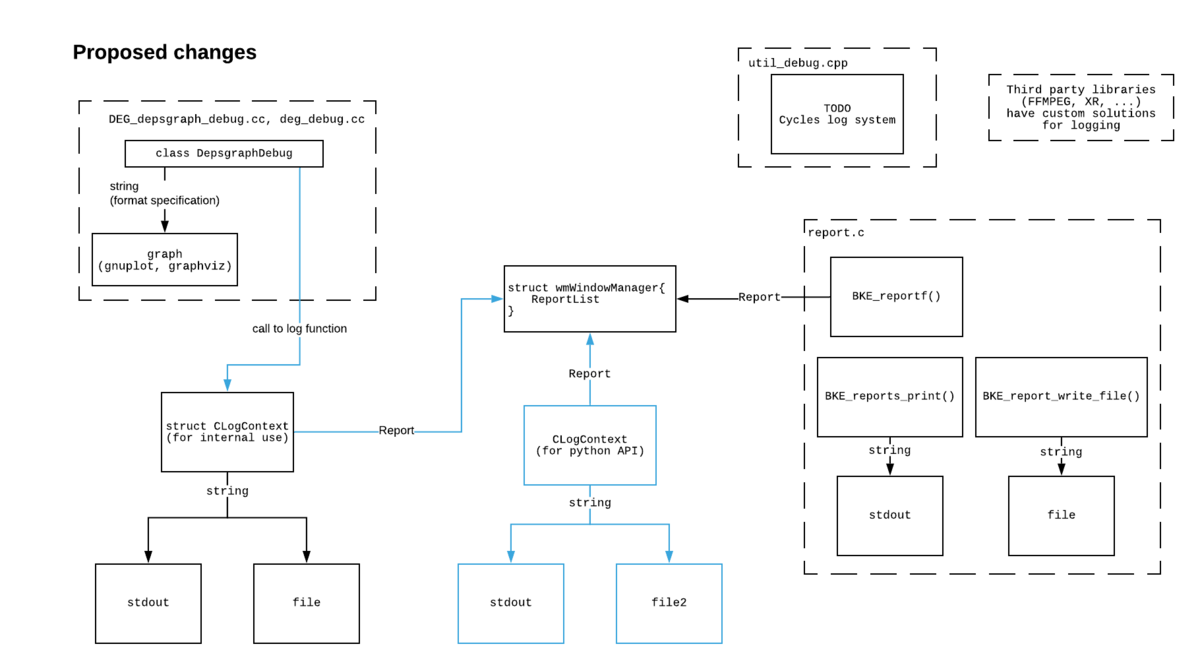 Proposed changes
util_debug.cpp
TODO
Cycles log system
Third party libraries
(FFMPEG, XR, ...)
have custom solutions
for logging
DEG_depsgraph_debug.cc, deg_debug.cc
class DepsgraphDebug
string
(format specification)
graph
(gnuplot, graphviz)
call to log function
struct CLogContext
(for internal use)
Report
string
stdout
file
struct wmWindowManager{
ReportList
}
Report
CLogContext
(for python API)
string
stdout
file2
report.c
Report
BKE_reportf()
BKE_reports_print()
BKE_report_write_file()
string
string
stdout
file